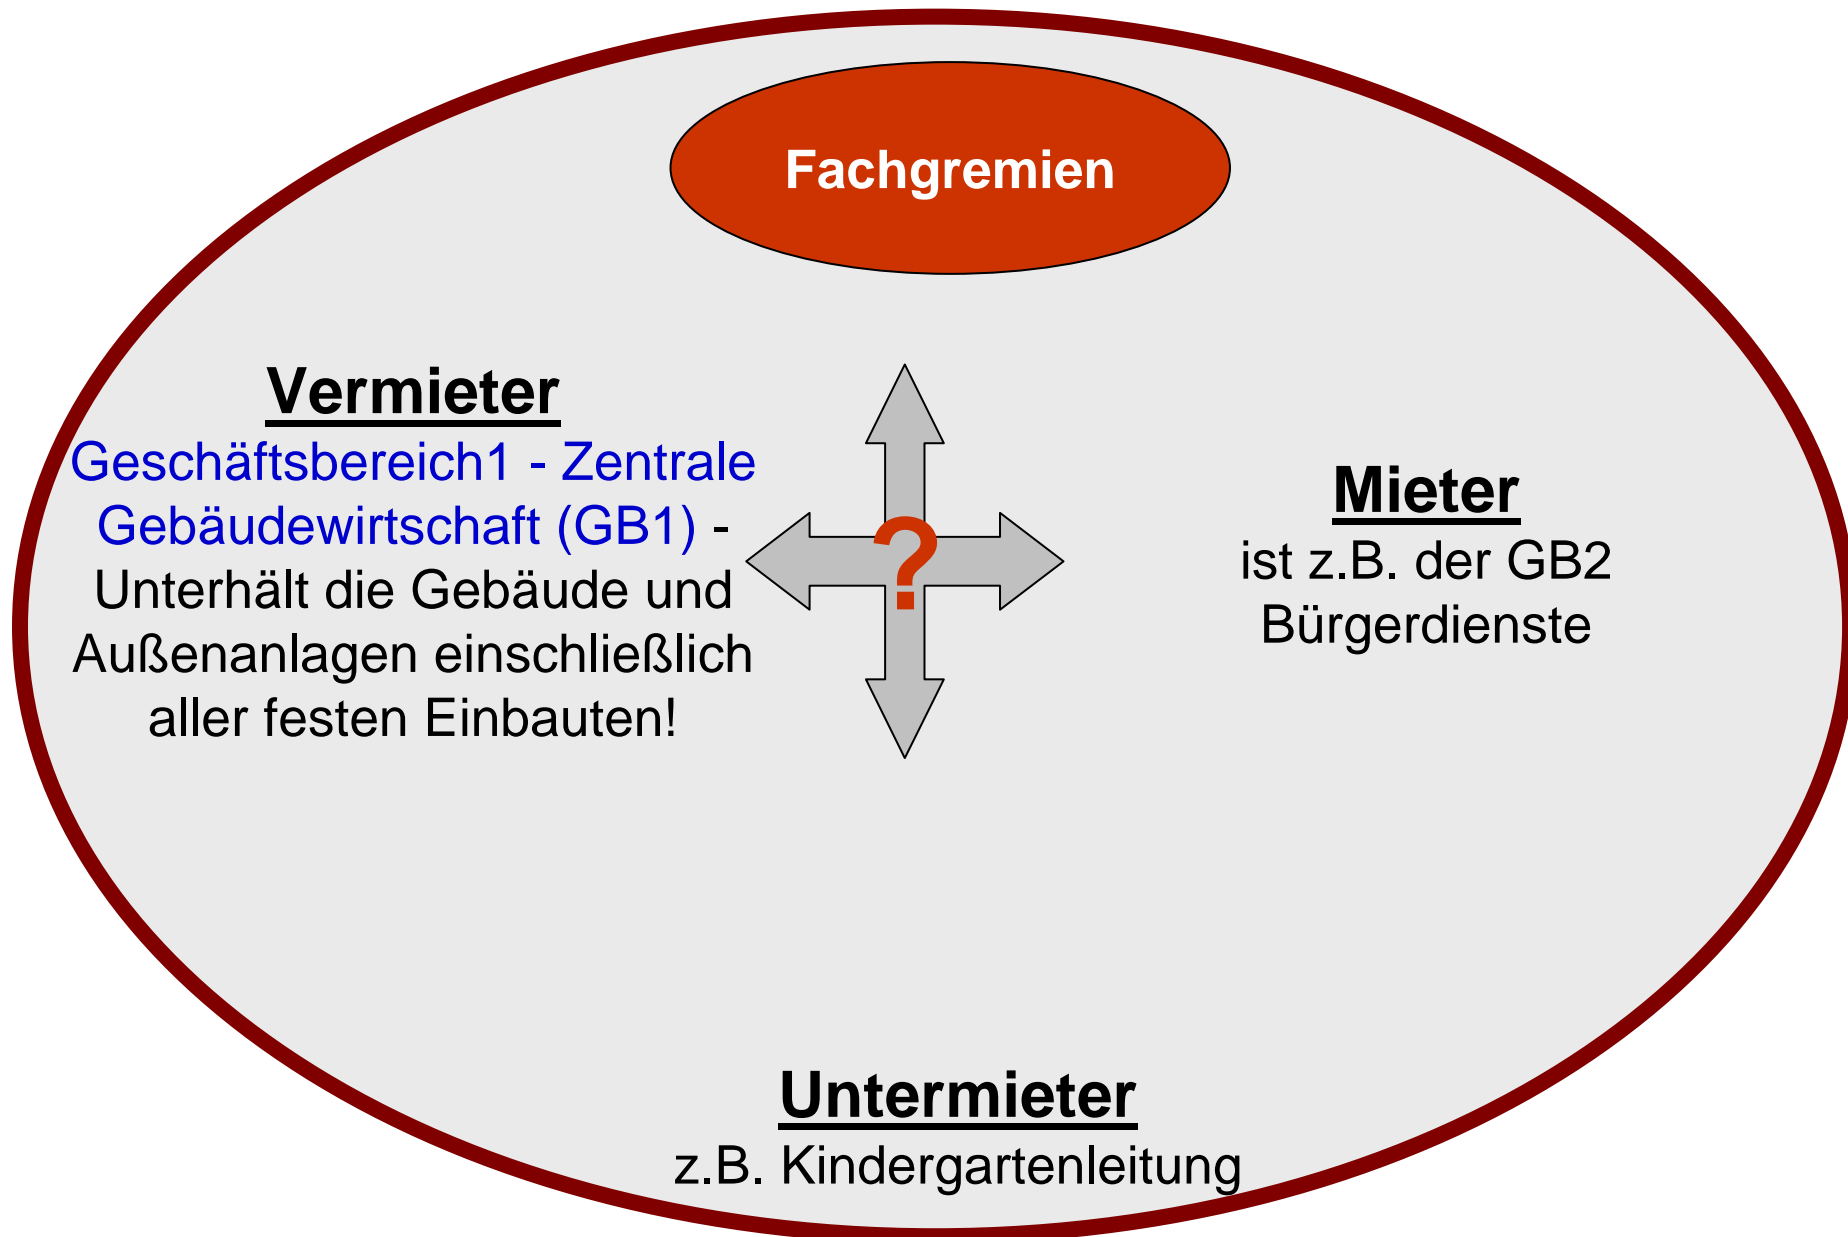 Fachgremien
Vermieter
Geschäftsbereich1 - Zentrale
Gebäudewirtschaft (GB1) -
Unterhält die Gebäude und
Außenanlagen einschließlich
aller festen Einbauten!
?
Mieter
ist z.B. der GB2
Bürgerdienste
Untermieter
z.B. Kindergartenleitung